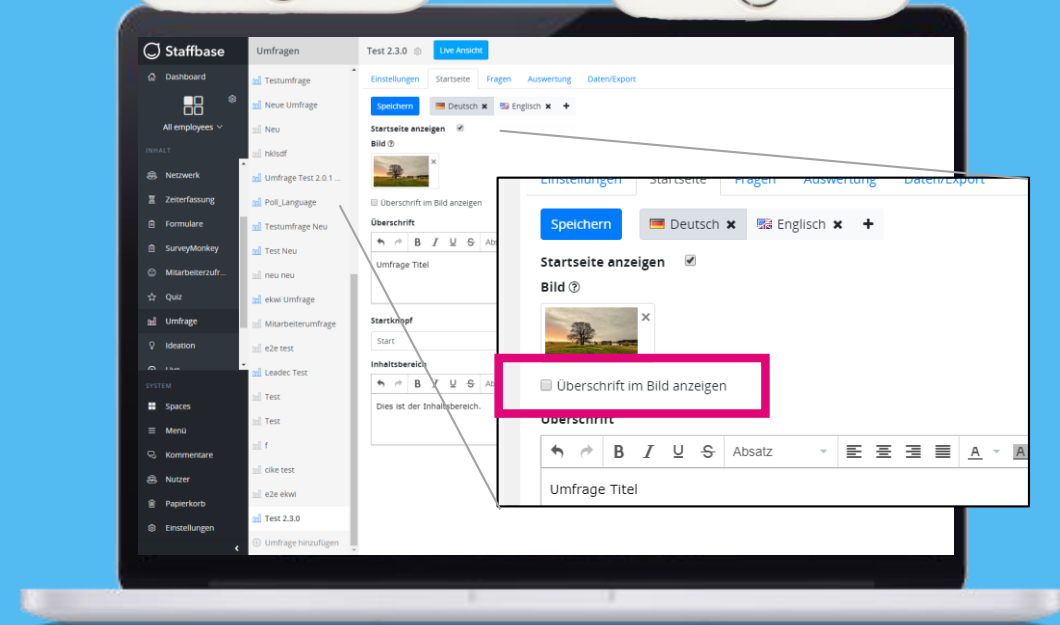 Staffbase
Umfragen
Test 2.3.0
Live Ansicht
Dashboard
All employees
INHALT
Netzwerk
Zeiterfassung
Formulare
SurveyMonkey
Mitarbeiterzufr...
Quiz
Umfrage
Ideation
SYSTEM
Spaces
Menü
Kommentare
Nutzer
Papierkorb
Einstellungen
Testumfrage
Neue Umfrage
Neu
hklsdf
Umfrage Test 2.0.1 ...
Poll_Language
Testumfrage Neu
Test Neu
neu neu
ekwi Umfrage
Mitarbeiterumfrage
e2e test
Leadec Test
Test
Test
f
cike test
e2e ekwi
Test 2.3.0
Umfrage hinzufügen
Einstellungen Startseite Fragen Auswertung Daten/Export
Speichern Deutsch Englisch
Startseite anzeigen
Bild
Überschrift im Bild anzeigen
Überschrift
B I U S
Umfrage Titel
Startknopf
Start
Inhaltsbereich
B I U S
Dies ist der Inhaltsbereich.
Einstellungen Startseite Fragen Auswertung Daten/Export
Speichern Deutsch Englisch
Startseite anzeigen
Bild
Überschrift im Bild anzeigen
Überschrift
B I U S Absatz A A
Umfrage Titel